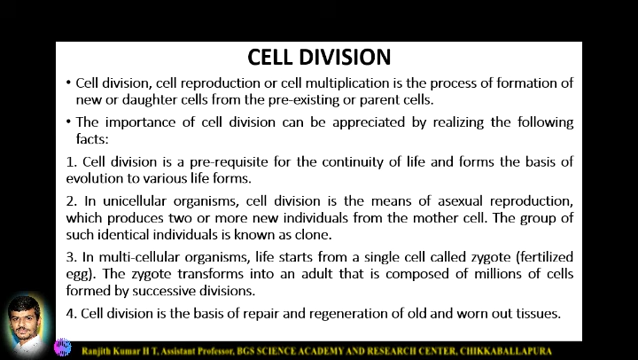 CELL DIVISION
• Cell division, cell reproduction or cell multiplication is the process of formation of
new or daughter cells from the pre-existing or parent cells.
• The importance of cell division can be appreciated by realizing the following
facts:
1. Cell division is a pre-requisite for the continuity of life and forms the basis of
evolution to various life forms.
2. In unicellular organisms, cell division is the means of asexual reproduction,
which produces two or more new individuals from the mother cell. The group of
such identical individuals is known as clone.
3. In multi-cellular organisms, life starts from a single cell called zygote (fertilized
egg). The zygote transforms into an adult that is composed of millions of cells
formed by successive divisions.
4. Cell division is the basis of repair and regeneration of old and worn out tissues.
Ranjith Kumar H T, Assistant Professor, BGS SCIENCE ACADEMY AND RESEARCH CENTER, CHIKKABALLAPURA